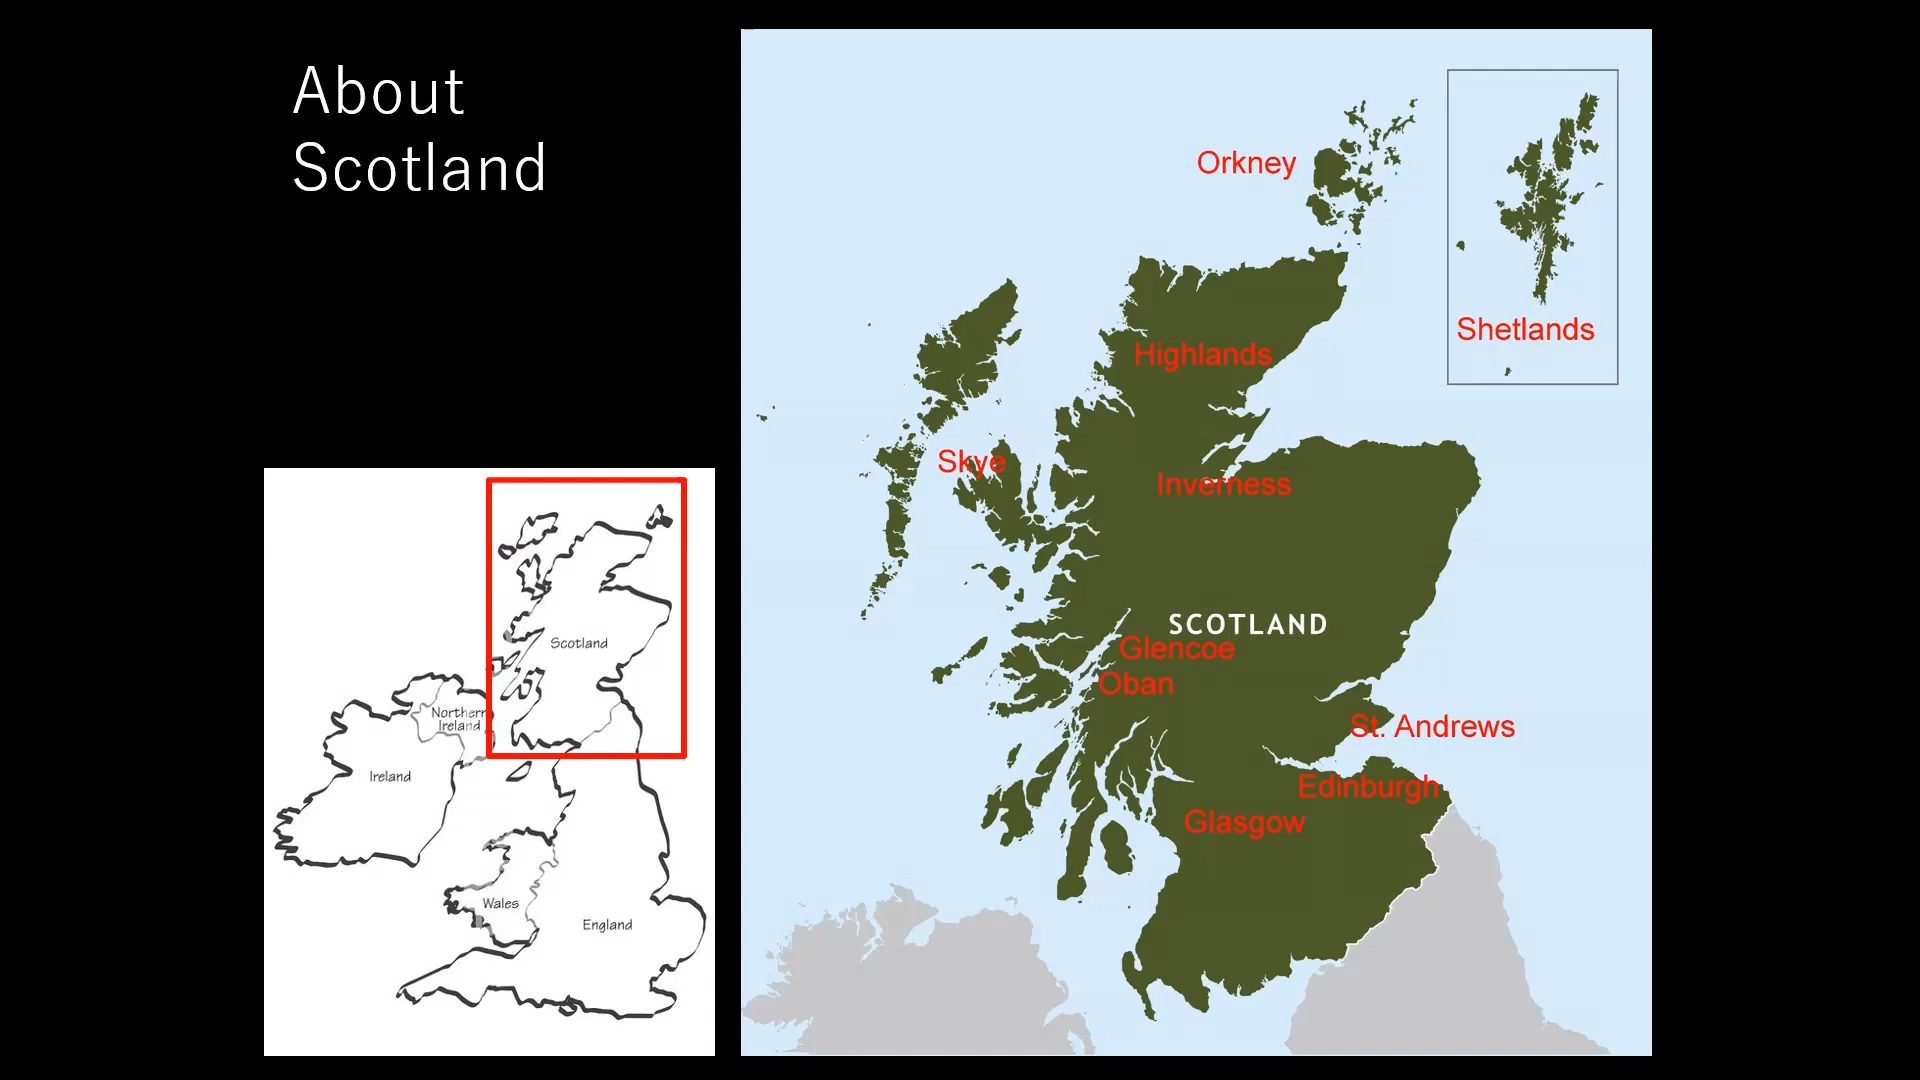 About
Scotland
Orkney
Shetlands
Highlands
Skye
Inverness
SCOTLAND
Glencoe
Oban
St. Andrews
Edinburgh
Glasgow
Scotland
Northern
Ireland
Ireland
Wales
England